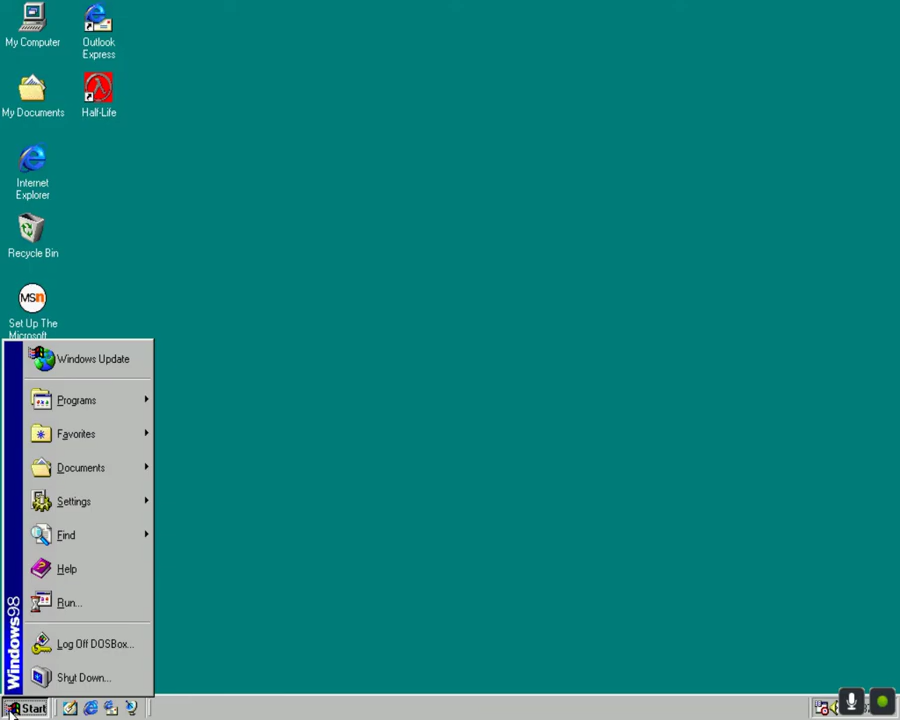 My Computer
Outlook
Express
My Documents
Half-Life
Internet
Explorer
Recycle Bin
MSn
Set Up The
Microsoft
Windows Update
Programs
Favorites
Documents
Settings
Find
Help
Run...
Log Off DOSBox...
Shut Down...
Windows98
Start